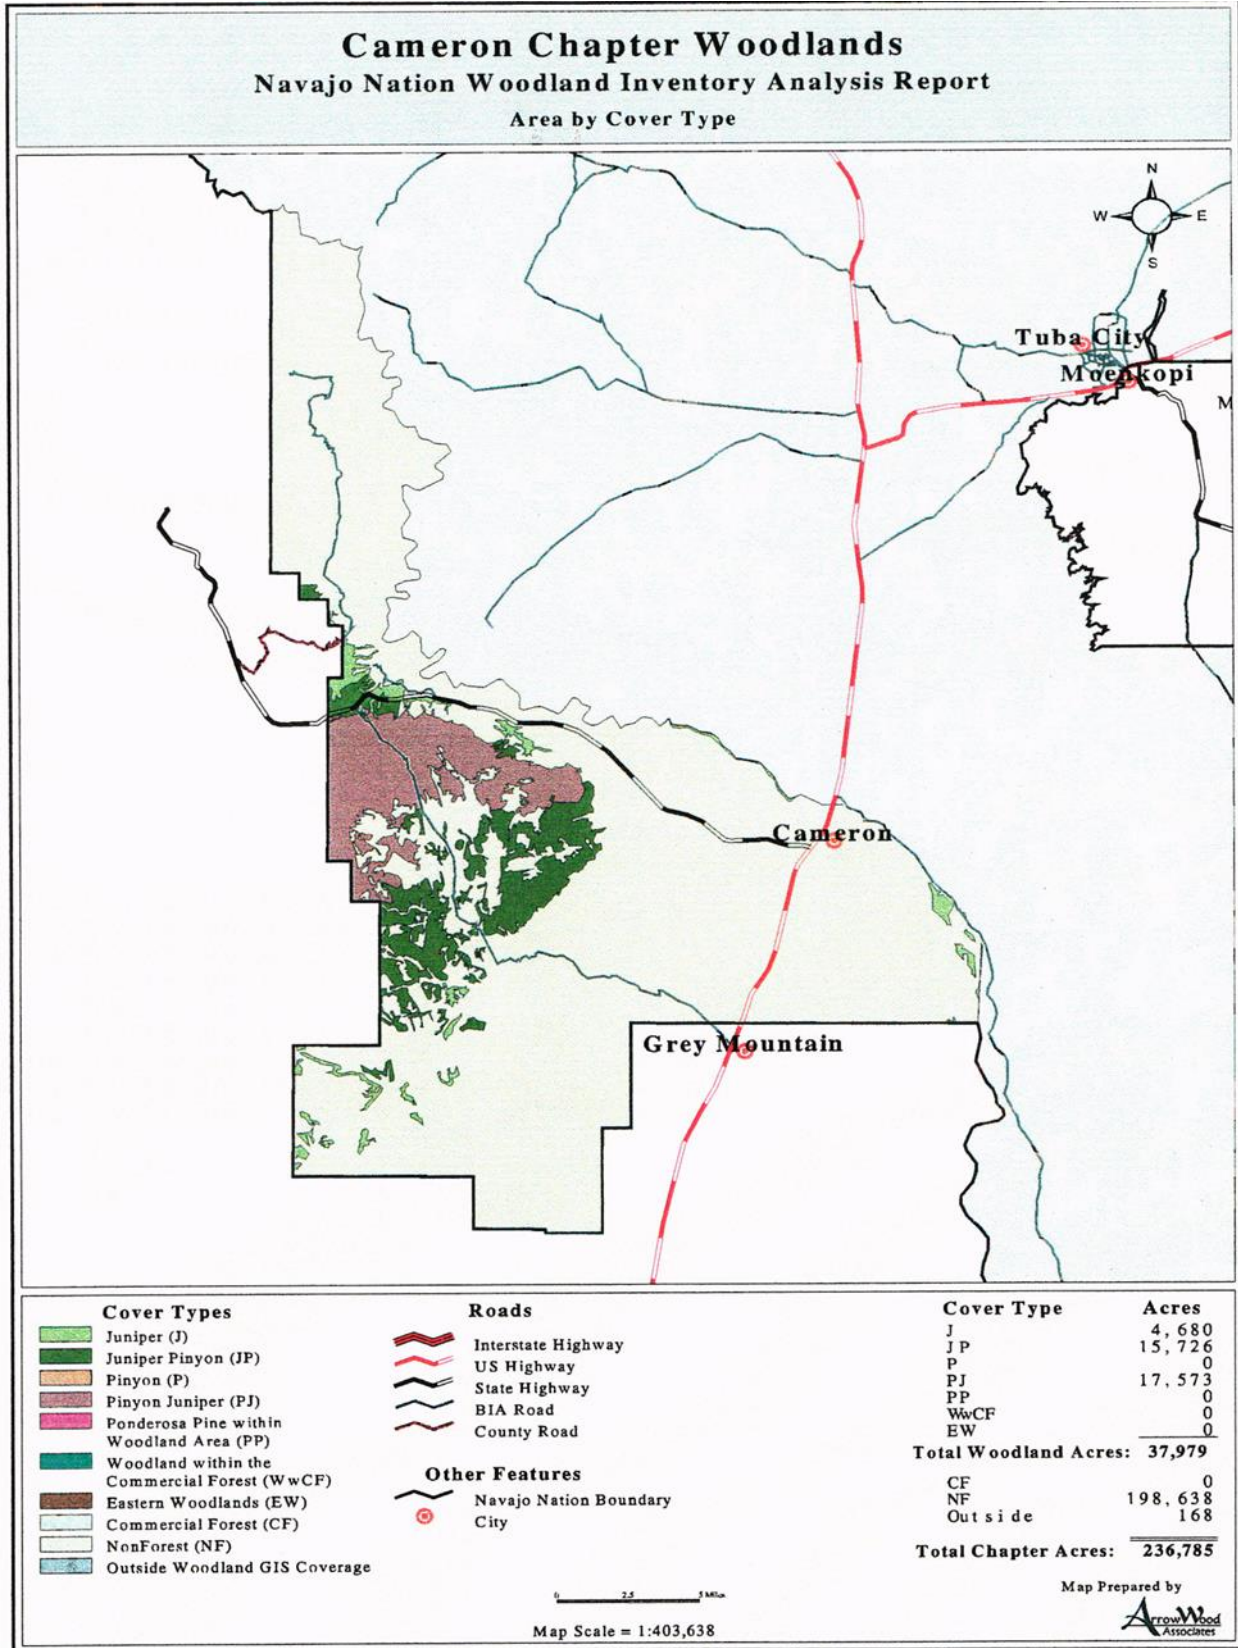 Cameron Chapter Woodlands
Navajo Nation Woodland Inventory Analysis Report
Area by Cover Type
N
W E
S
Tuba City
Moenkopi
M
Cameron
Grey Mountain
Cover Types
Juniper (J)
Juniper Pinyon (JP)
Pinyon (P)
Pinyon Juniper (PJ)
Ponderosa Pine within
Woodland Area (PP)
Woodland within the
Commercial Forest (WwCF)
Eastern Woodlands (EW)
Commercial Forest (CF)
NonForest (NF)
Outside Woodland GIS Coverage
Roads
Interstate Highway
US Highway
State Highway
BIA Road
County Road
Other Features
Navajo Nation Boundary
City
0 2.5 5 Miles
Map Scale = 1:403,638
Cover Type Acres
J 4,680
JP 15,726
P 0
PJ 17,573
PP 0
WwCF 0
EW 0
Total Woodland Acres: 37,979
CF 0
NF 198,638
Outside 168
Total Chapter Acres: 236,785
Map Prepared by
ArrowWood
Associates